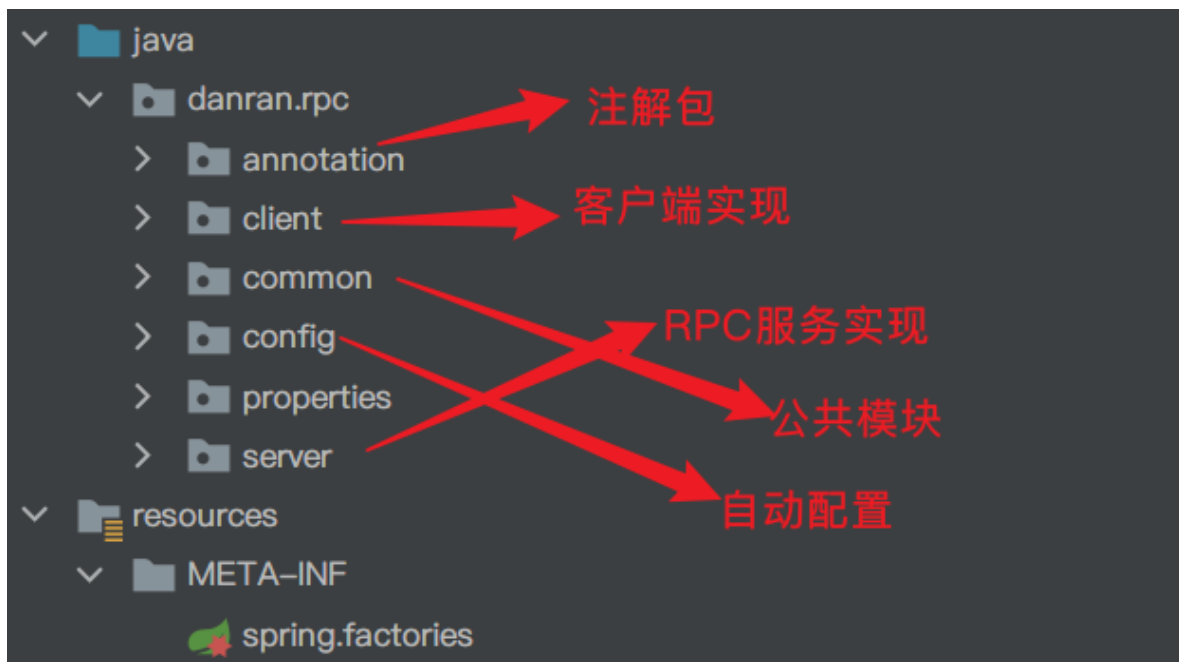 java
danran.rpc
注解包
annotation
客户端实现
client
common
RPC服务实现
config
properties
公共模块
server
自动配置
resources
META-INF
spring.factories